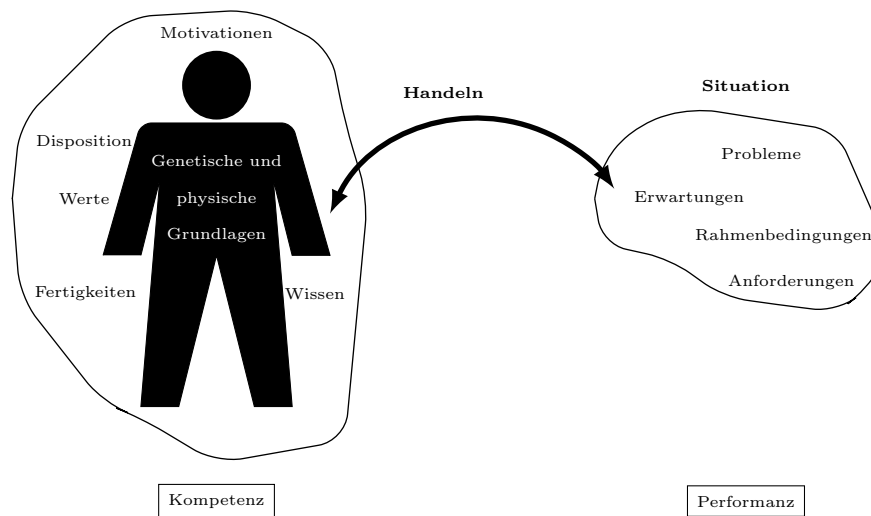 Motivationen
Handeln
Situation
Disposition
Genetische und
physische
Grundlagen
Werte
Fertigkeiten
Wissen
Probleme
Erwartungen
Rahmenbedingungen
Anforderungen
Kompetenz
Performanz